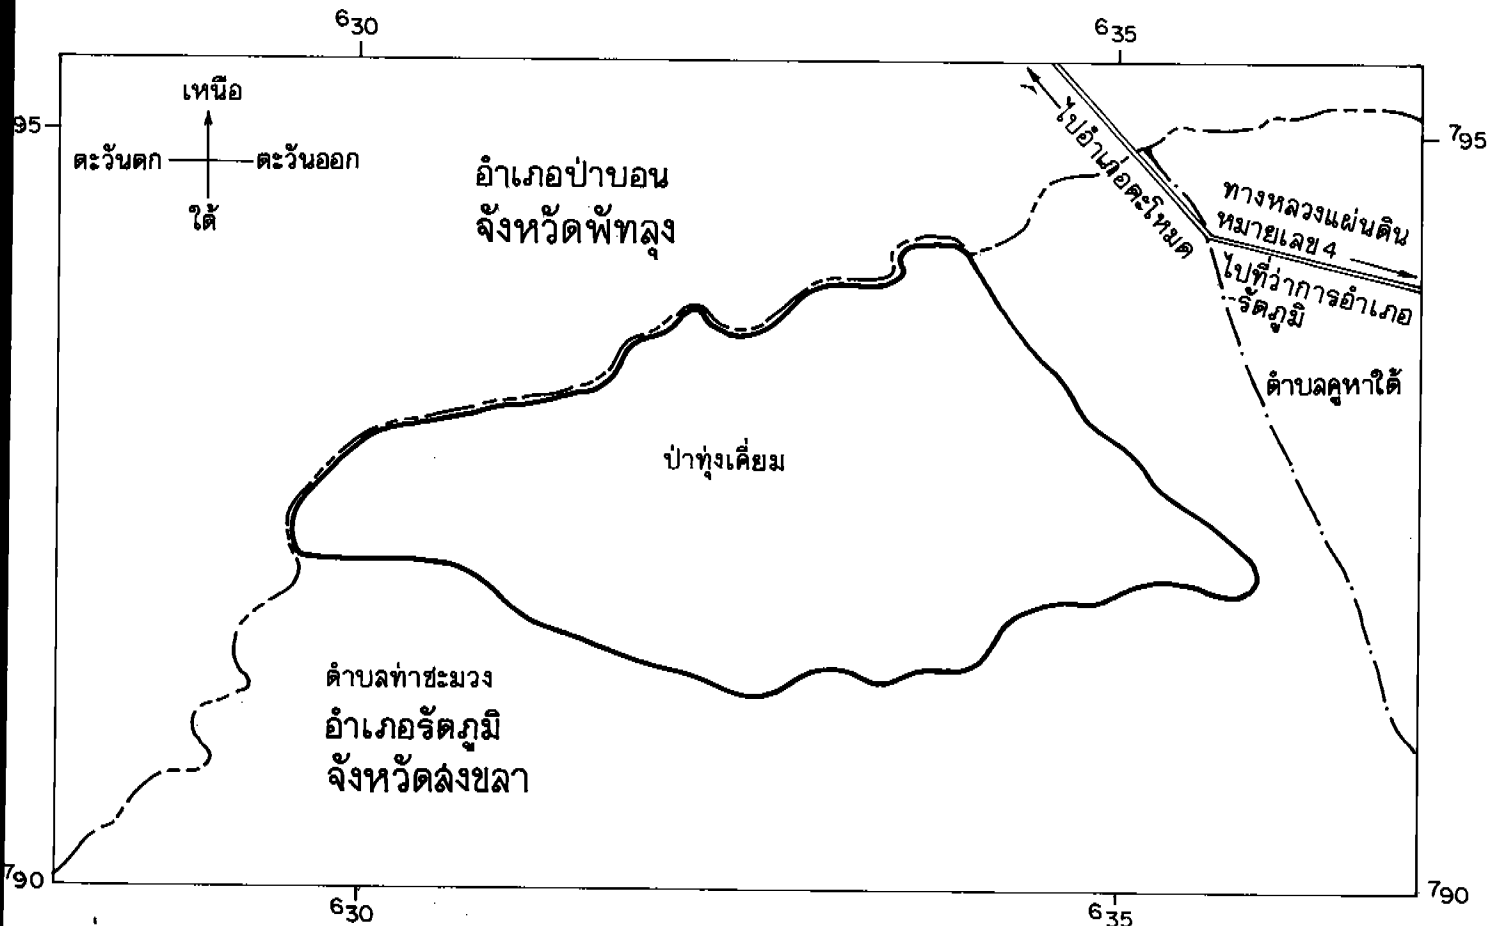 630
635
เหนือ
95
795
ตะวันตก
ตะวันออก
ใต้
อำเภอป่าบอน
จังหวัดพัทลุง
ไปอำเภอตะโหมด
ทางหลวงแผ่นดิน
หมายเลข 4
ไปที่ว่าการอำเภอ
รัตภูมิ
ตำบลคูหาใต้
ป่าทุ่งเคี่ยม
ตำบลท่าชะมวง
อำเภอรัตภูมิ
จังหวัดสงขลา
790
790
630
635